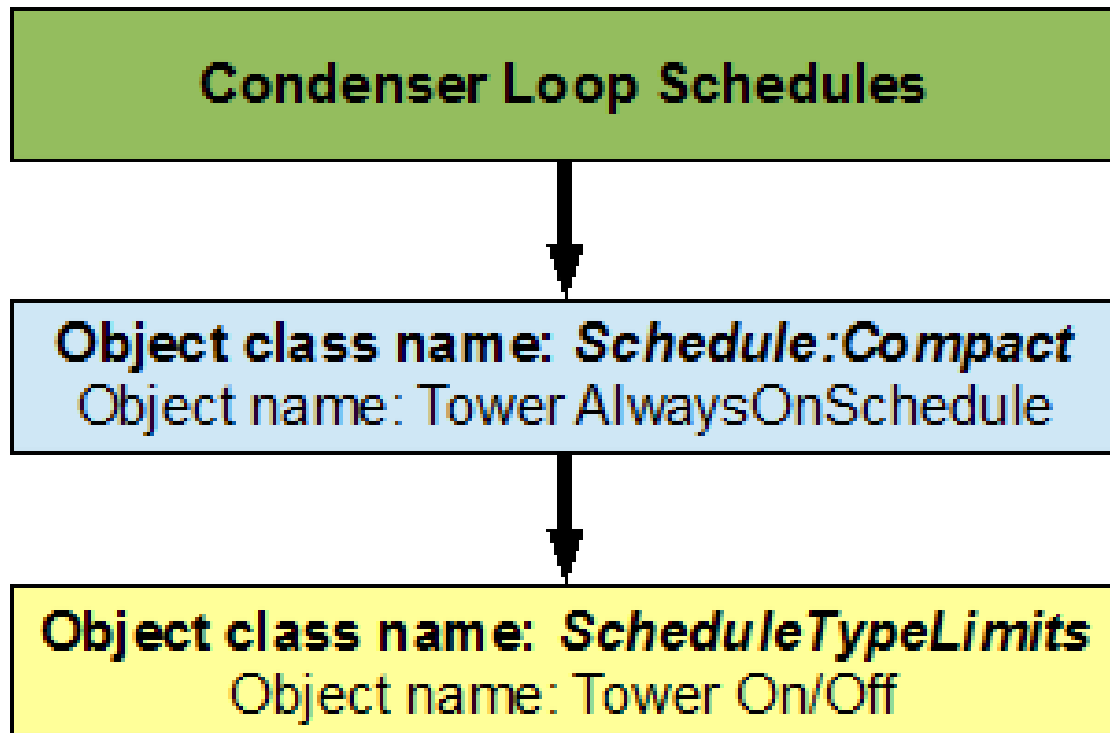 Condenser Loop Schedules
Object class name: Schedule:Compact
Object name: Tower AlwaysOnSchedule
Object class name: ScheduleTypeLimits
Object name: Tower On/Off